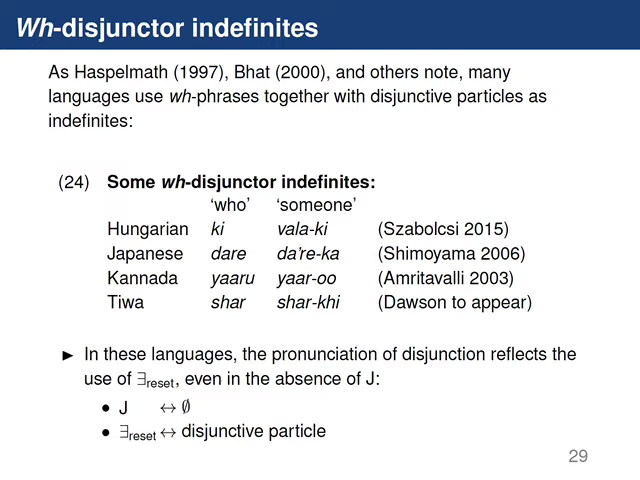 Wh-disjunctor indefinites
As Haspelmath (1997), Bhat (2000), and others note, many
languages use wh-phrases together with disjunctive particles as
indefinites:
(24) Some wh-disjunctor indefinites:
‘who’ ‘someone’
Hungarian ki vala-ki (Szabolcsi 2015)
Japanese dare da’re-ka (Shimoyama 2006)
Kannada yaaru yaar-oo (Amritavalli 2003)
Tiwa shar shar-khi (Dawson to appear)
▶ In these languages, the pronunciation of disjunction reflects the
use of ∃reset, even in the absence of J:
• J ↔ ∅
• ∃reset ↔ disjunctive particle
29